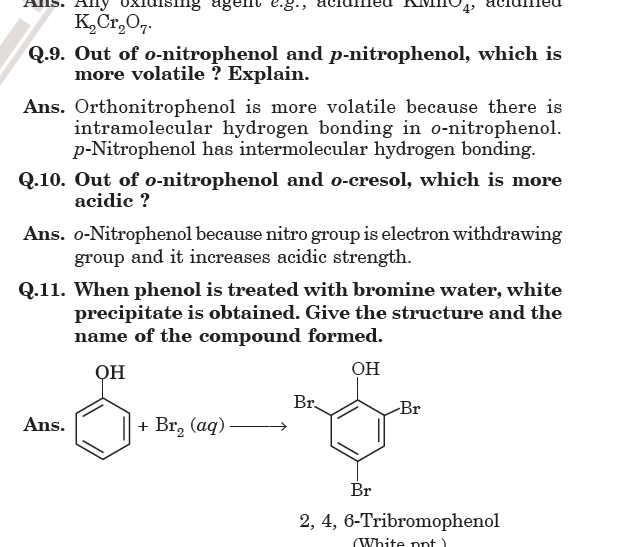 Ans. Any oxidising agent e.g., acidified KMnO4, acidified
K2Cr2O7.
Q.9. Out of o-nitrophenol and p-nitrophenol, which is
more volatile ? Explain.
Ans. Orthonitrophenol is more volatile because there is
intramolecular hydrogen bonding in o-nitrophenol.
p-Nitrophenol has intermolecular hydrogen bonding.
Q.10. Out of o-nitrophenol and o-cresol, which is more
acidic ?
Ans. o-Nitrophenol because nitro group is electron withdrawing
group and it increases acidic strength.
Q.11. When phenol is treated with bromine water, white
precipitate is obtained. Give the structure and the
name of the compound formed.
OH OH
Br Br
Ans. + Br2 (aq) ⟶
Br
2, 4, 6-Tribromophenol
(White ppt.)